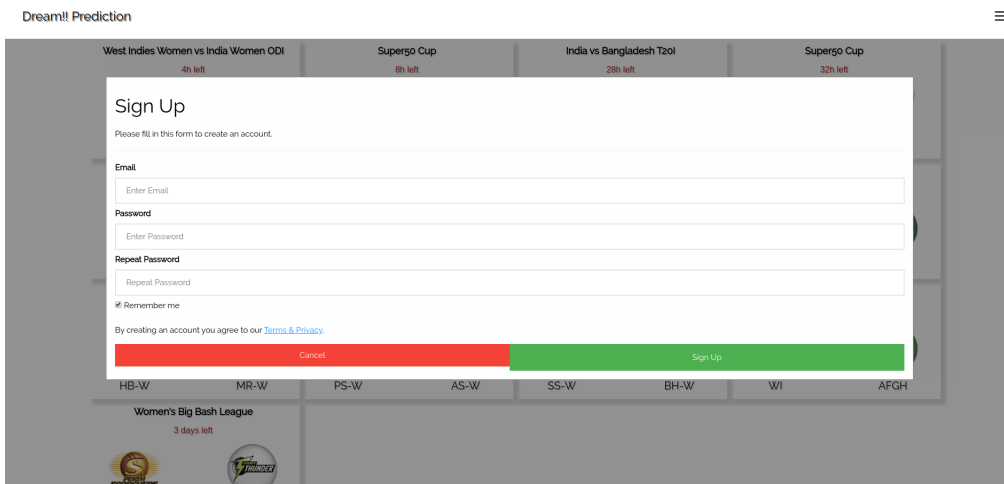 Dream!! Prediction
West Indies Women vs India Women ODI
4h left
Super50 Cup
8h left
India vs Bangladesh T20I
28h left
Super50 Cup
32h left
Sign Up
Please fill in this form to create an account.
Email
Enter Email
Password
Enter Password
Repeat Password
Repeat Password
Remember me
By creating an account you agree to our Terms & Privacy.
Cancel
Sign Up
HB-W MR-W PS-W AS-W SS-W BH-W WI AFGH
Women's Big Bash League
3 days left
THUNDER